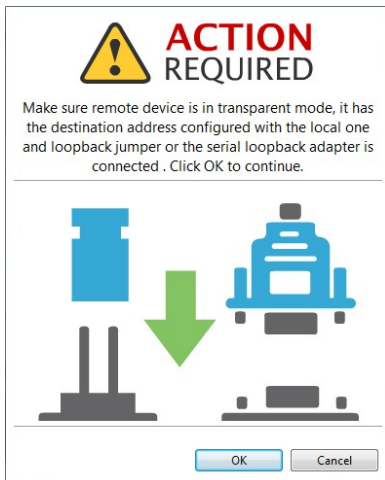 ACTION
REQUIRED
Make sure remote device is in transparent mode, it has
the destination address configured with the local one
and loopback jumper or the serial loopback adapter is
connected . Click OK to continue.
OK
Cancel